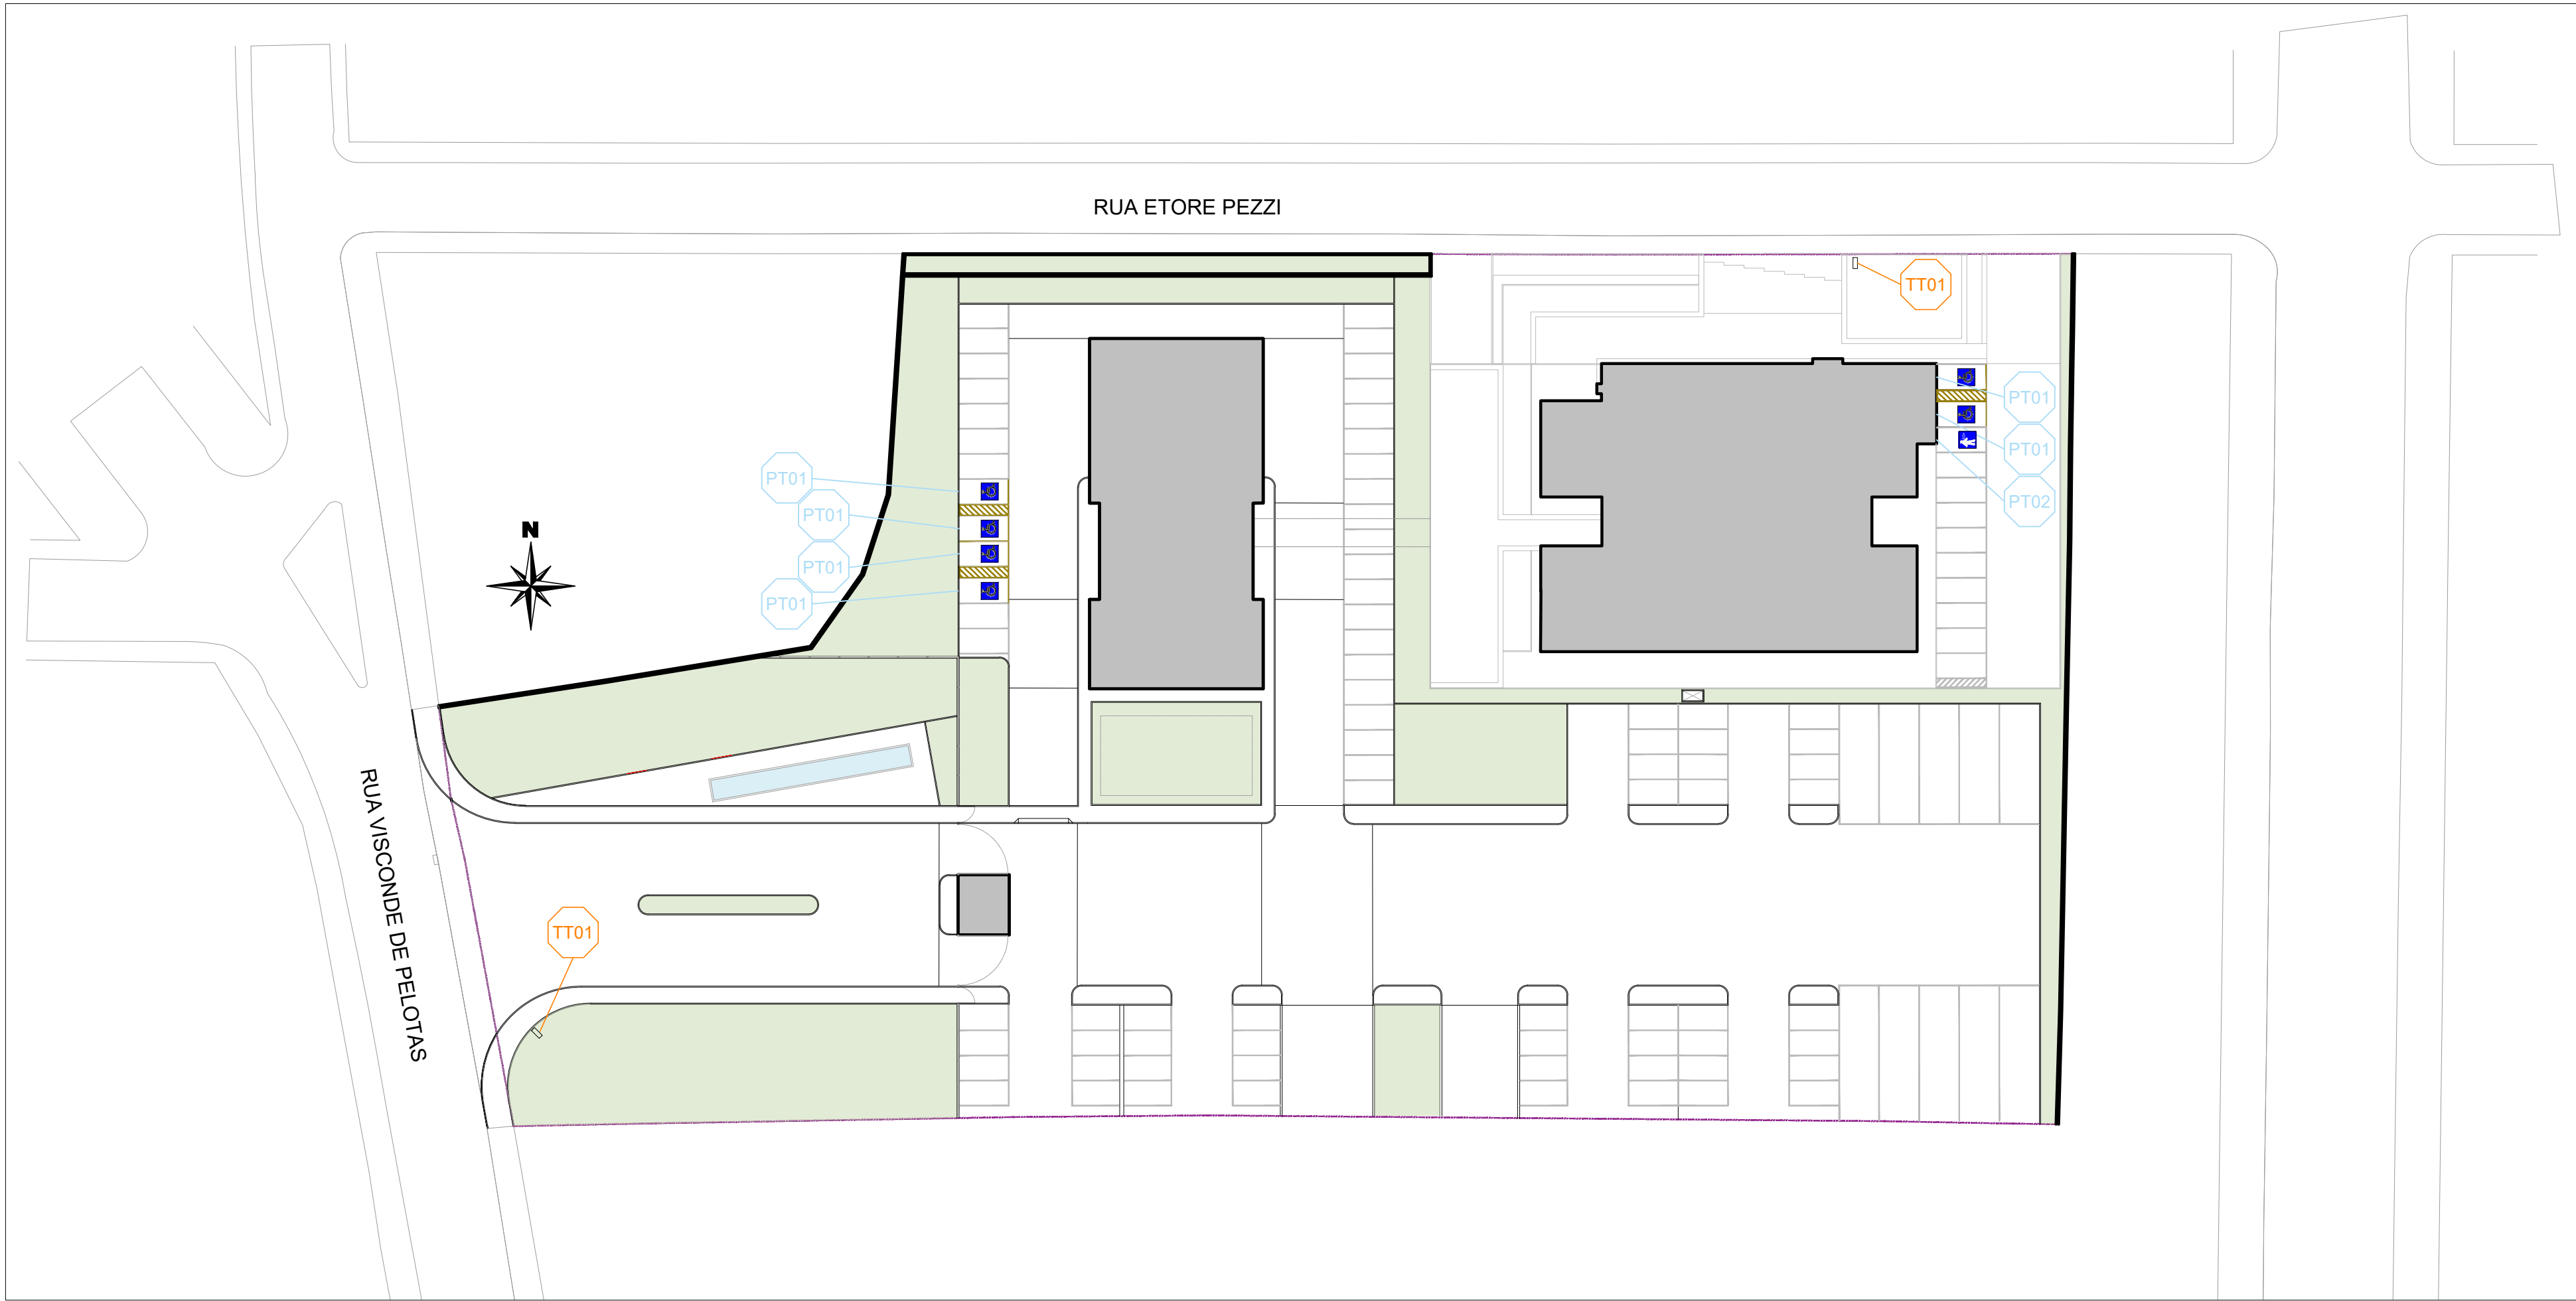 RUA ETORE PEZZI
TT01
PT01
PT01
PT02
PT01
PT01
PT01
PT01
N
RUA VISCONDE DE PELOTAS
TT01